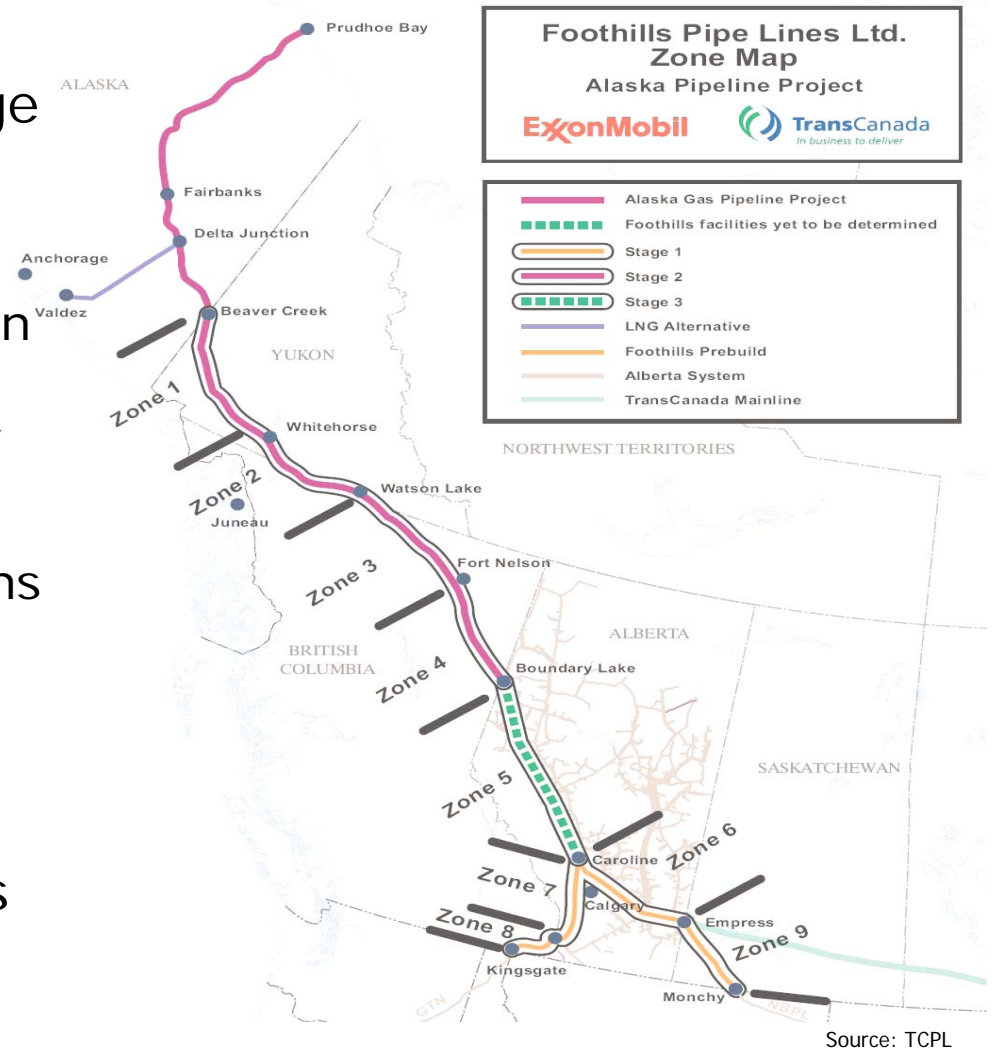 ge
n
ns
s
Foothills Pipe Lines Ltd.
Zone Map
Alaska Pipeline Project
ExxonMobil
TransCanada
In business to deliver
Alaska Gas Pipeline Project
Foothills facilities yet to be determined
Stage 1
Stage 2
Stage 3
LNG Alternative
Foothills Prebuild
Alberta System
TransCanada Mainline
Prudhoe Bay
ALASKA
Fairbanks
Delta Junction
Anchorage
Valdez
Beaver Creek
YUKON
Zone 1
Whitehorse
NORTHWEST TERRITORIES
Zone 2
Watson Lake
Juneau
Zone 3
Fort Nelson
BRITISH
COLUMBIA
ALBERTA
Zone 4
Boundary Lake
SASKATCHEWAN
Zone 5
Zone 6
Caroline
Zone 7
Calgary
Zone 8
Empress
Zone 9
Kingsgate
Monchy
GTN
NBPL
Source: TCPL